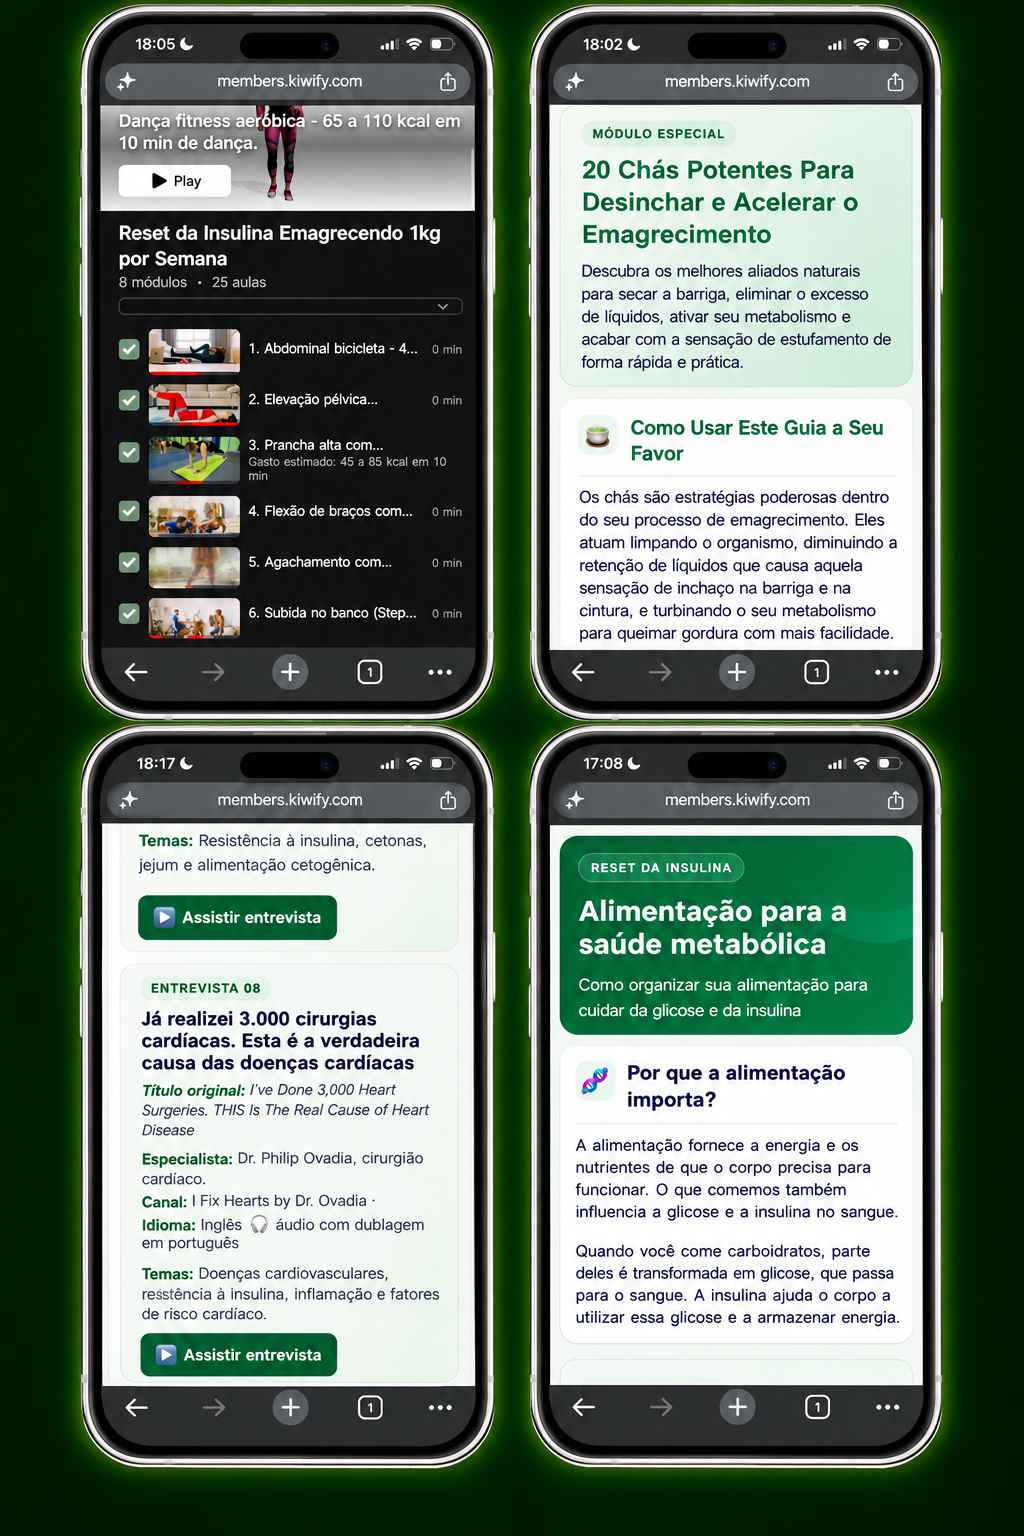 18:05
members.kiwify.com
Dança fitness aeróbica - 65 a 110 kcal em
10 min de dança.
Play
Reset da Insulina Emagrecendo 1kg
por Semana
8 módulos · 25 aulas
1. Abdominal bicicleta - 4... 0 min
2. Elevação pélvica... 0 min
3. Prancha alta com...
Gasto estimado: 45 a 85 kcal em 10
min
4. Flexão de braços com... 0 min
5. Agachamento com... 0 min
6. Subida no banco (Step... 0 min
1
18:02
members.kiwify.com
MÓDULO ESPECIAL
20 Chás Potentes Para
Desinchar e Acelerar o
Emagrecimento
Descubra os melhores aliados naturais
para secar a barriga, eliminar o excesso
de líquidos, ativar seu metabolismo e
acabar com a sensação de estufamento de
forma rápida e prática.
Como Usar Este Guia a Seu
Favor
Os chás são estratégias poderosas dentro
do seu processo de emagrecimento. Eles
atuam limpando o organismo, diminuindo a
retenção de líquidos que causa aquela
sensação de inchaço na barriga e na
cintura, e turbinando o seu metabolismo
para queimar gordura com mais facilidade.
1
18:17
members.kiwify.com
Temas: Resistência à insulina, cetonas,
jejum e alimentação cetogênica.
Assistir entrevista
ENTREVISTA 08
Já realizei 3.000 cirurgias
cardíacas. Esta é a verdadeira
causa das doenças cardíacas
Título original: I've Done 3,000 Heart
Surgeries. THIS Is The Real Cause of Heart
Disease
Especialista: Dr. Philip Ovadia, cirurgião
cardíaco.
Canal: I Fix Hearts by Dr. Ovadia ·
Idioma: Inglês 🎧 áudio com dublagem
em português
Temas: Doenças cardiovasculares,
resistência à insulina, inflamação e fatores
de risco cardíaco.
Assistir entrevista
1
17:08
members.kiwify.com
RESET DA INSULINA
Alimentação para a
saúde metabólica
Como organizar sua alimentação para
cuidar da glicose e da insulina
Por que a alimentação
importa?
A alimentação fornece a energia e os
nutrientes de que o corpo precisa para
funcionar. O que comemos também
influencia a glicose e a insulina no sangue.
Quando você come carboidratos, parte
deles é transformada em glicose, que passa
para o sangue. A insulina ajuda o corpo a
utilizar essa glicose e a armazenar energia.
1